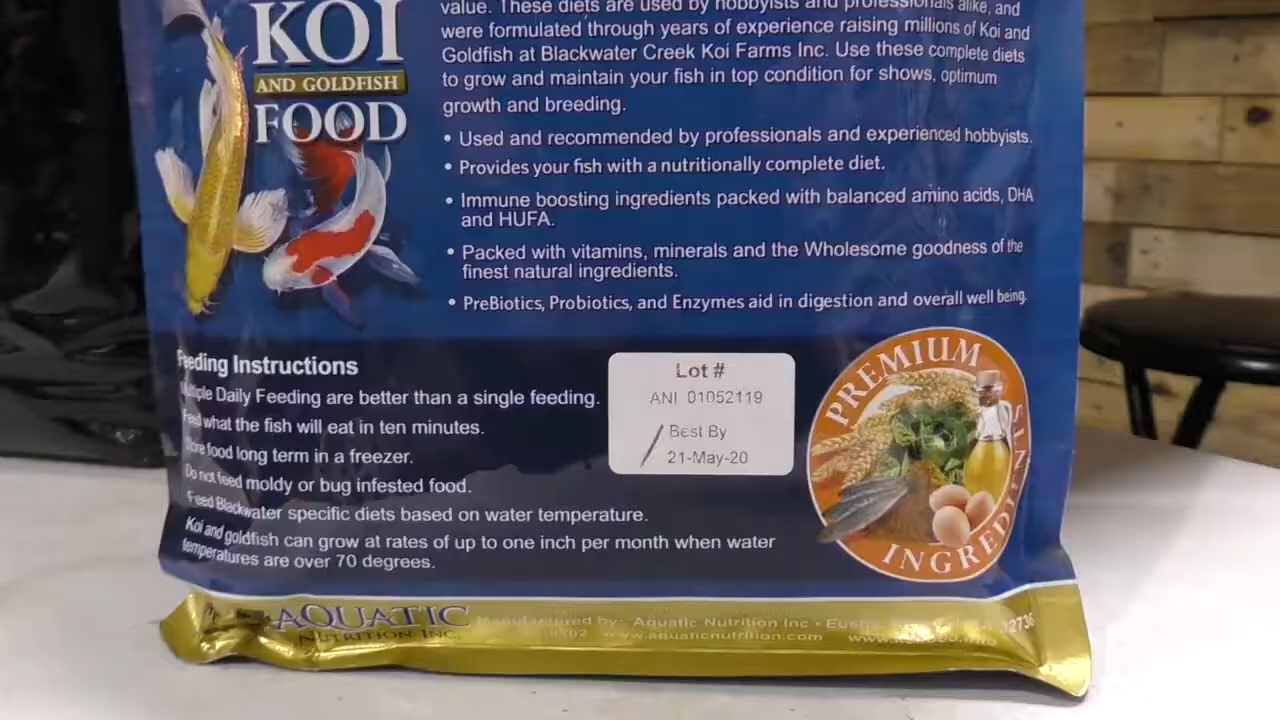 KOI
AND GOLDFISH
FOOD
value. These diets are used by hobbyists and professionals alike, and
were formulated through years of experience raising millions of Koi and
Goldfish at Blackwater Creek Koi Farms Inc. Use these complete diets
to grow and maintain your fish in top condition for shows, optimum
growth and breeding.
• Used and recommended by professionals and experienced hobbyists.
• Provides your fish with a nutritionally complete diet.
• Immune boosting ingredients packed with balanced amino acids, DHA
and HUFA.
• Packed with vitamins, minerals and the Wholesome goodness of the
finest natural ingredients.
• PreBiotics, Probiotics, and Enzymes aid in digestion and overall well being.
Feeding Instructions
Multiple Daily Feeding are better than a single feeding.
Feed what the fish will eat in ten minutes.
Store food long term in a freezer.
Do not feed moldy or bug infested food.
Feed Blackwater specific diets based on water temperature.
Koi and goldfish can grow at rates of up to one inch per month when water
temperatures are over 70 degrees.
Lot #
ANI 01052119
Best By
21-May-20
PREMIUM
INGREDIENTS
AQUATIC
NUTRITION INC.
Manufactured by: Aquatic Nutrition Inc •
www.aquaticnutrition.com
32736